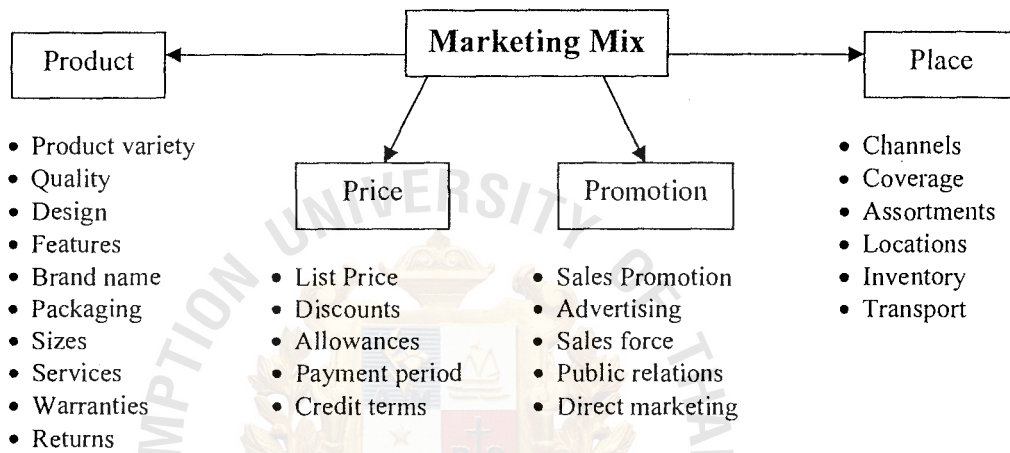 Marketing Mix
Product
Place
Price
Promotion
• Product variety
• Quality
• Design
• Features
• Brand name
• Packaging
• Sizes
• Services
• Warranties
• Returns
• List Price
• Discounts
• Allowances
• Payment period
• Credit terms
• Sales Promotion
• Advertising
• Sales force
• Public relations
• Direct marketing
• Channels
• Coverage
• Assortments
• Locations
• Inventory
• Transport
UNIVERSITY OF